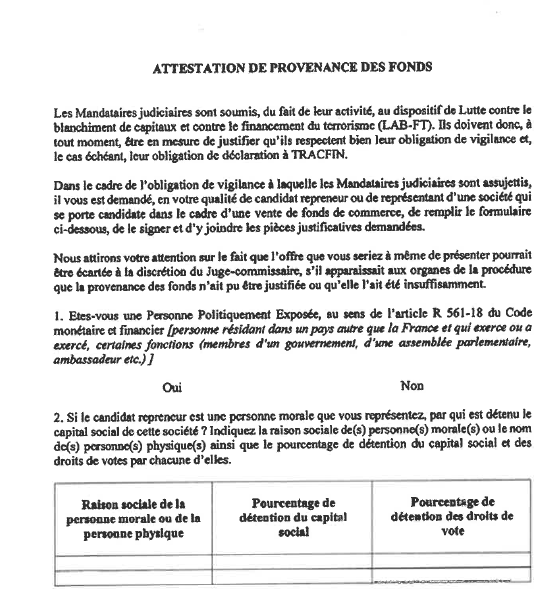 ATTESTATION DE PROVENANCE DES FONDS
Les Mandataires judiciaires sont soumis, du fait de leur activité, au dispositif de Lutte contre le
blanchiment de capitaux et contre le financement du terrorisme (LAB-FT). Ils doivent donc, à
tout moment, être en mesure de justifier qu'ils respectent bien leur obligation de vigilance et,
le cas échéant, leur obligation de déclaration à TRACFIN.
Dans le cadre de l'obligation de vigilance à laquelle les Mandataires judiciaires sont assujettis,
il vous est demandé, en votre qualité de candidat repreneur ou de représentant d'une société qui
se porte candidate dans le cadre d'une vente de fonds de commerce, de remplir le formulaire
ci-dessous, de le signer et d'y joindre les pièces justificatives demandées.
Nous attirons votre attention sur le fait que l'offre que vous seriez à même de présenter pourrait
être écartée à la discrétion du Juge-commissaire, s'il apparaissait aux organes de la procédure
que la provenance des fonds n'ait pu être justifiée ou qu'elle l'ait été insuffisamment.
1. Etes-vous une Personne Politiquement Exposée, au sens de l'article R 561-18 du Code
monétaire et financier [personne résidant dans un pays autre que la France et qui exerce ou a
exercé, certaines fonctions (membres d'un gouvernement, d'une assemblée parlementaire,
ambassadeur etc.) ]
Oui Non
2. Si le candidat repreneur est une personne morale que vous représentez, par qui est détenu le
capital social de cette société ? Indiquez la raison sociale de(s) personne(s) morale(s) ou le nom
de(s) personne(s) physique(s) ainsi que le pourcentage de détention du capital social et des
droits de votes par chacune d'elles.
Raison sociale de la
personne morale ou de la
personne physique
Pourcentage de
détention du capital
social
Pourcentage de
détention des droits de
vote